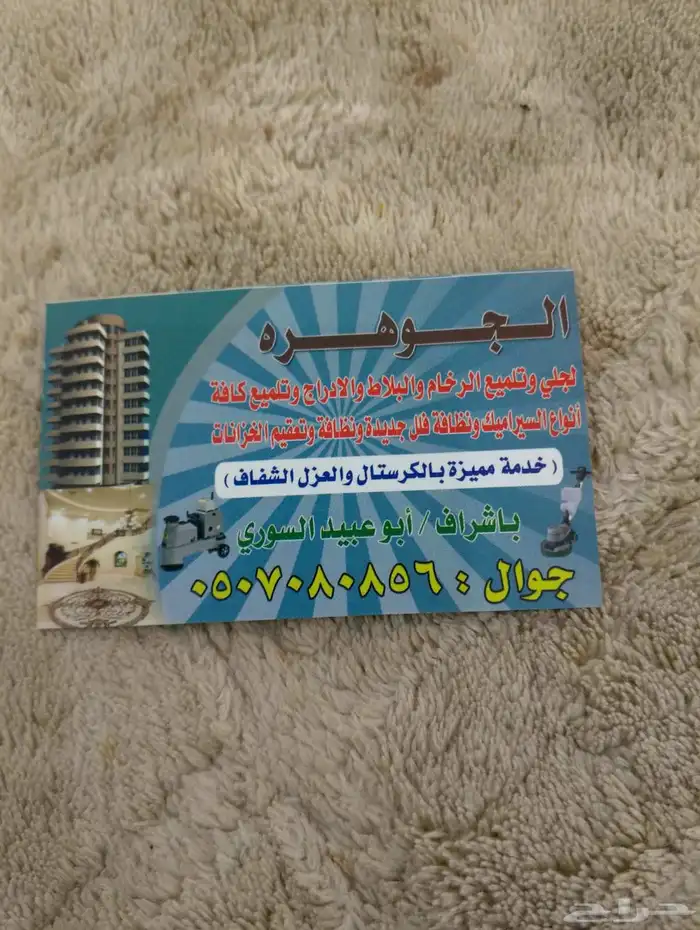 الجوهره
لجلي وتلميع الرخام والبلاط والادراج وتلميع كافة
أنواع السيراميك ونظافة فلل جديدة ونظافة وتعقيم الخزانات
( خدمة مميزة بالكرستال والعزل الشفاف )
باشراف / أبو عبيد السوري
جوال : ٠٥٠٧٠٨٠٨٥٦
حراج